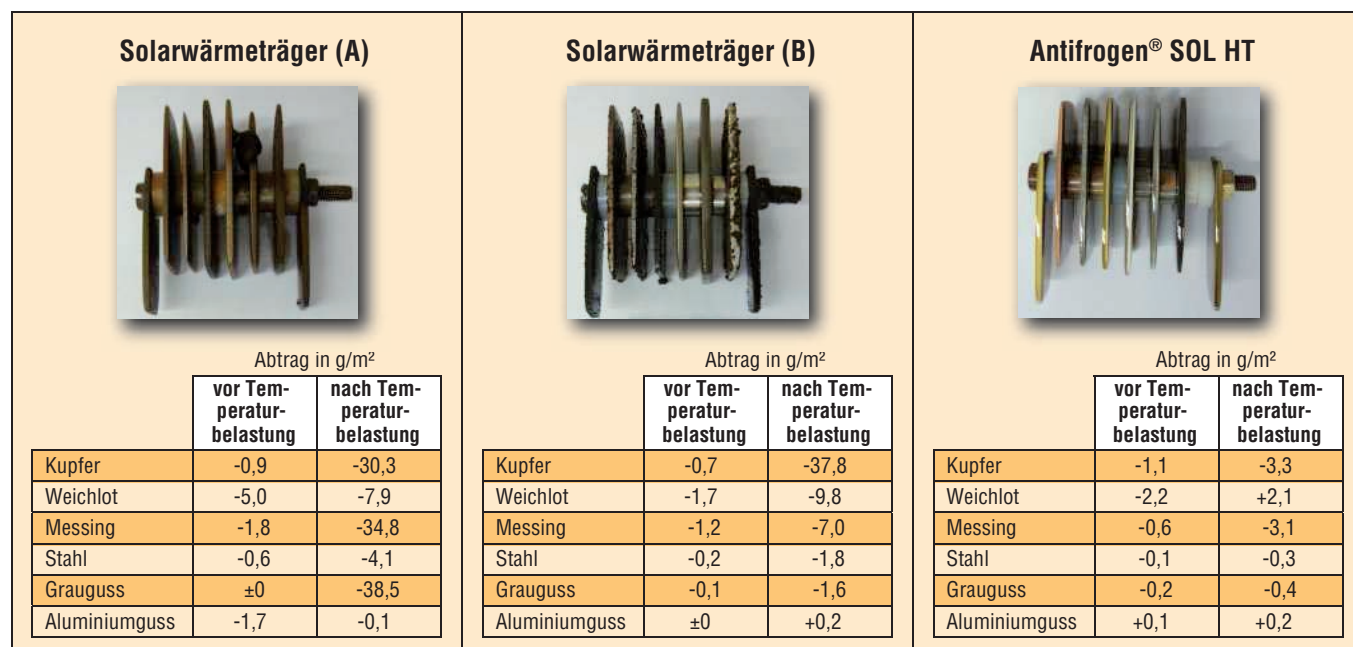 Solarwärmeträger (A)
Abtrag in g/m²
vor Tem-
peratur-
belastung
nach Tem-
peratur-
belastung
Kupfer -0,9 -30,3
Weichlot -5,0 -7,9
Messing -1,8 -34,8
Stahl -0,6 -4,1
Grauguss ±0 -38,5
Aluminiumguss -1,7 -0,1
Solarwärmeträger (B)
Abtrag in g/m²
vor Tem-
peratur-
belastung
nach Tem-
peratur-
belastung
Kupfer -0,7 -37,8
Weichlot -1,7 -9,8
Messing -1,2 -7,0
Stahl -0,2 -1,8
Grauguss -0,1 -1,6
Aluminiumguss ±0 +0,2
Antifrogen® SOL HT
Abtrag in g/m²
vor Tem-
peratur-
belastung
nach Tem-
peratur-
belastung
Kupfer -1,1 -3,3
Weichlot -2,2 +2,1
Messing -0,6 -3,1
Stahl -0,1 -0,3
Grauguss -0,2 -0,4
Aluminiumguss +0,1 +0,2